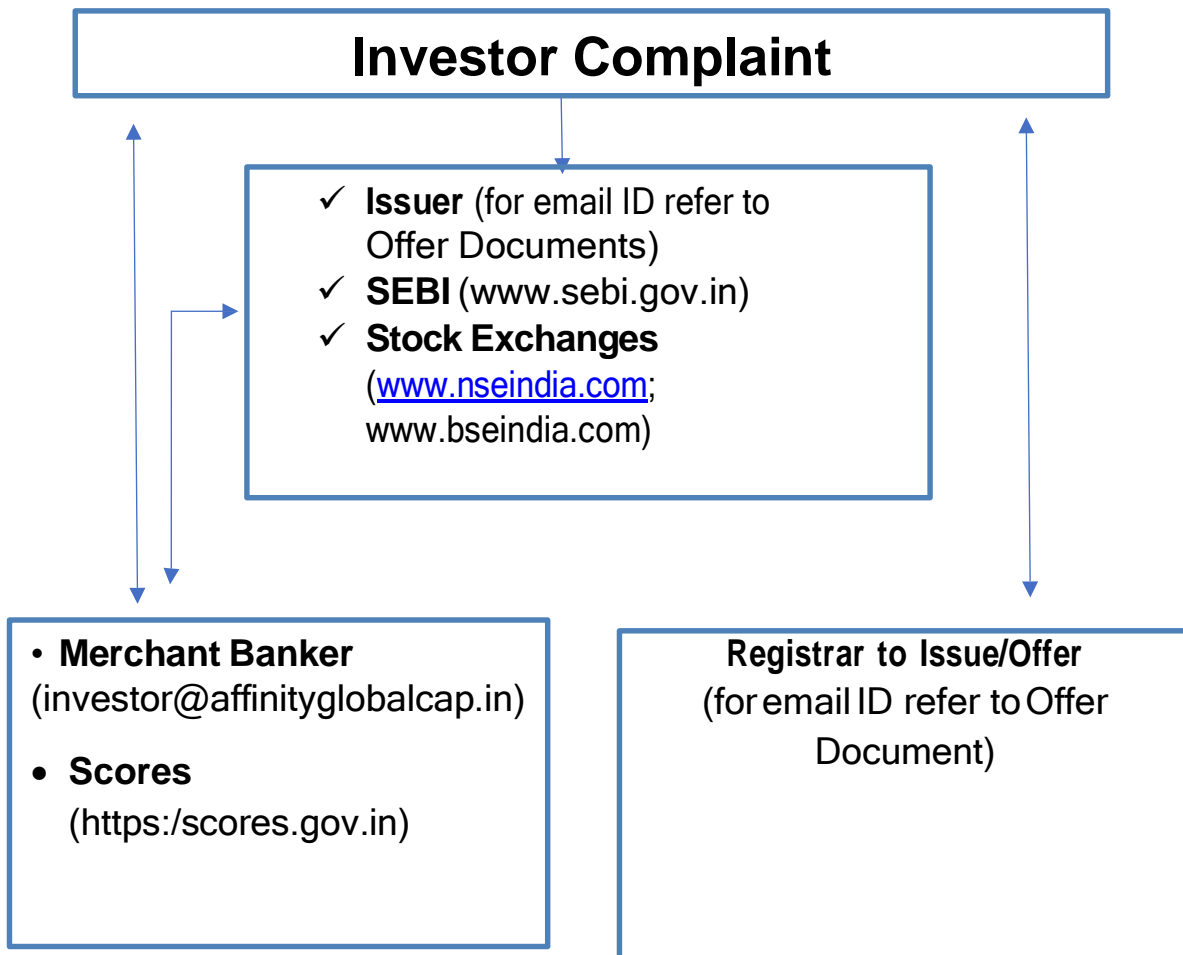 Investor Complaint
✓ Issuer (for email ID refer to
Offer Documents)
✓ SEBI (www.sebi.gov.in)
✓ Stock Exchanges
(www.nseindia.com;
www.bseindia.com)
• Merchant Banker
(investor@affinityglobalcap.in)
• Scores
(https:/scores.gov.in)
Registrar to Issue/Offer
(for email ID refer to Offer
Document)